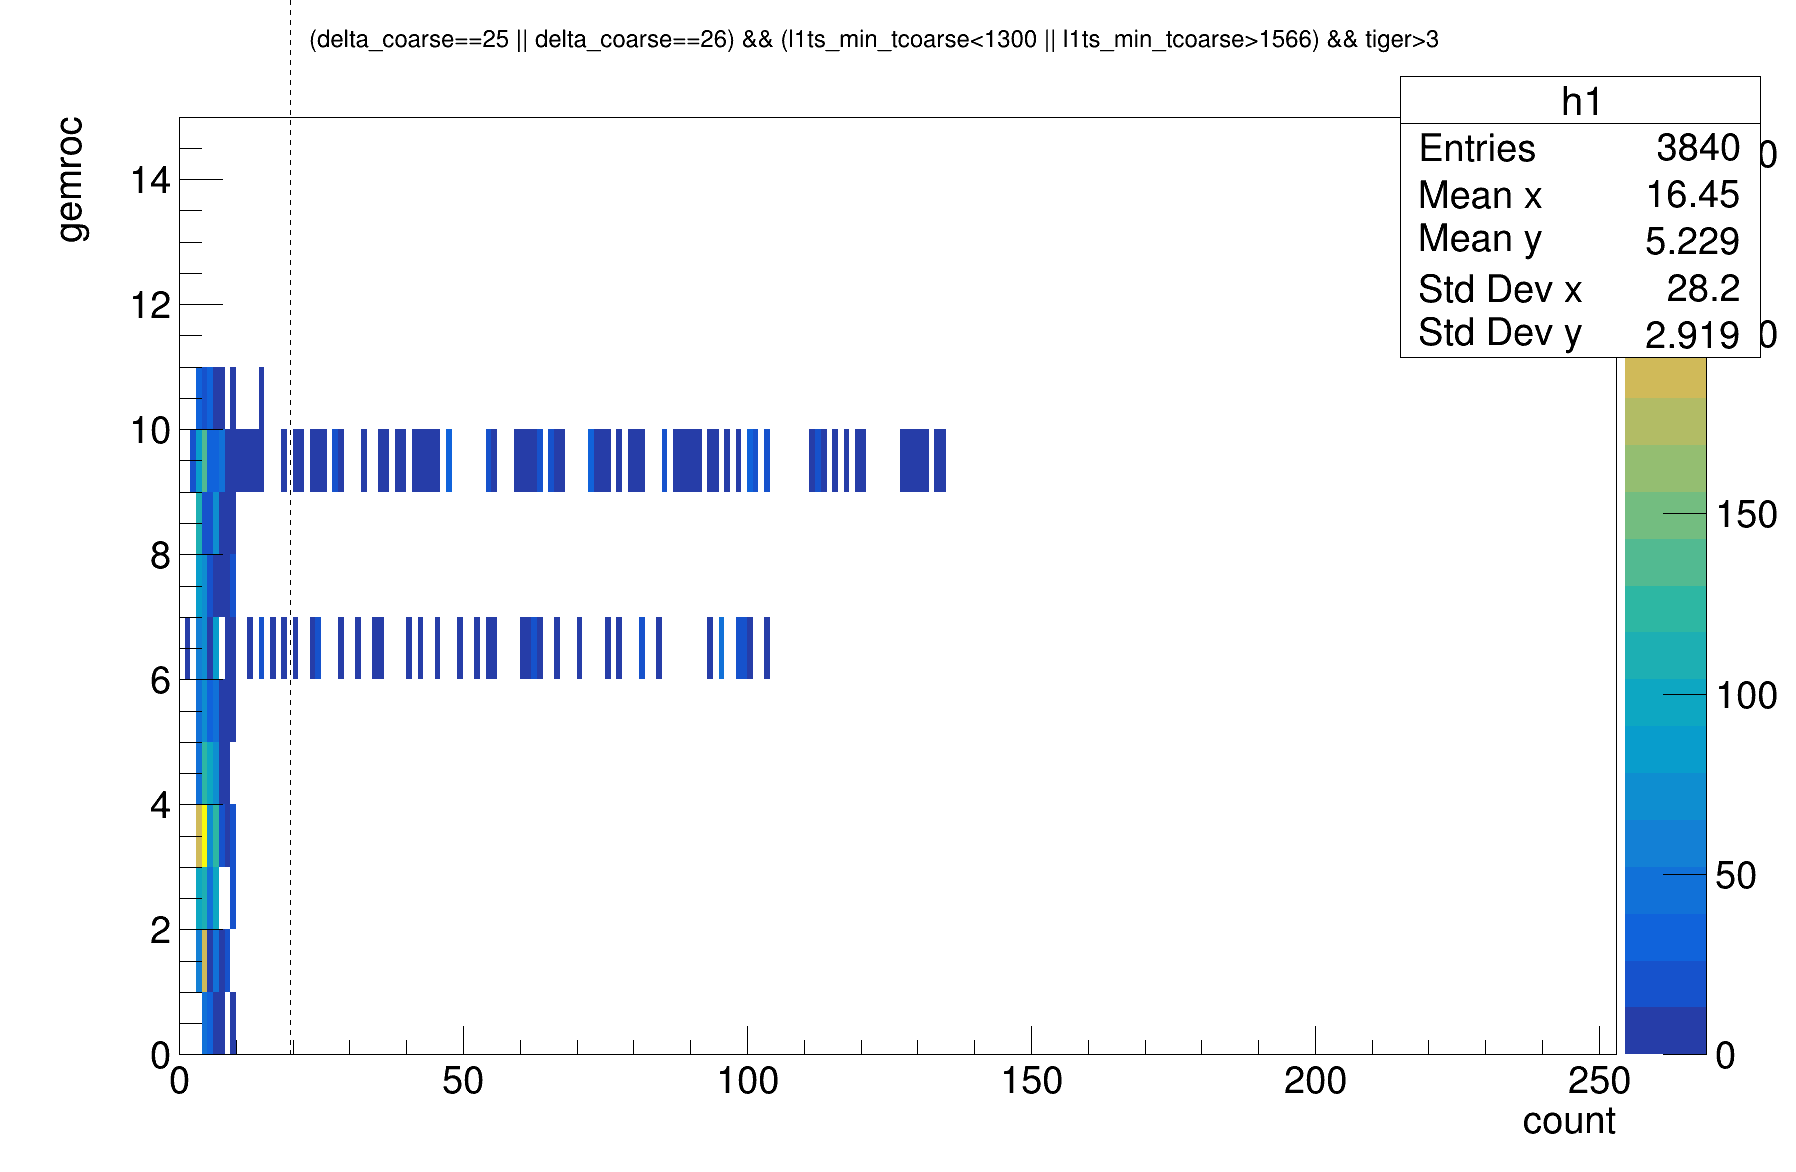 (delta_coarse==25 || delta_coarse==26) && (l1ts_min_tcoarse<1300 || l1ts_min_tcoarse>1566) && tiger>3
h1
Entries 3840
Mean x 16.45
Mean y 5.229
Std Dev x 28.2
Std Dev y 2.919
gemroc
14
12
10
8
6
4
2
0
0 50 100 150 200 250
count
0
0
150
100
50
0